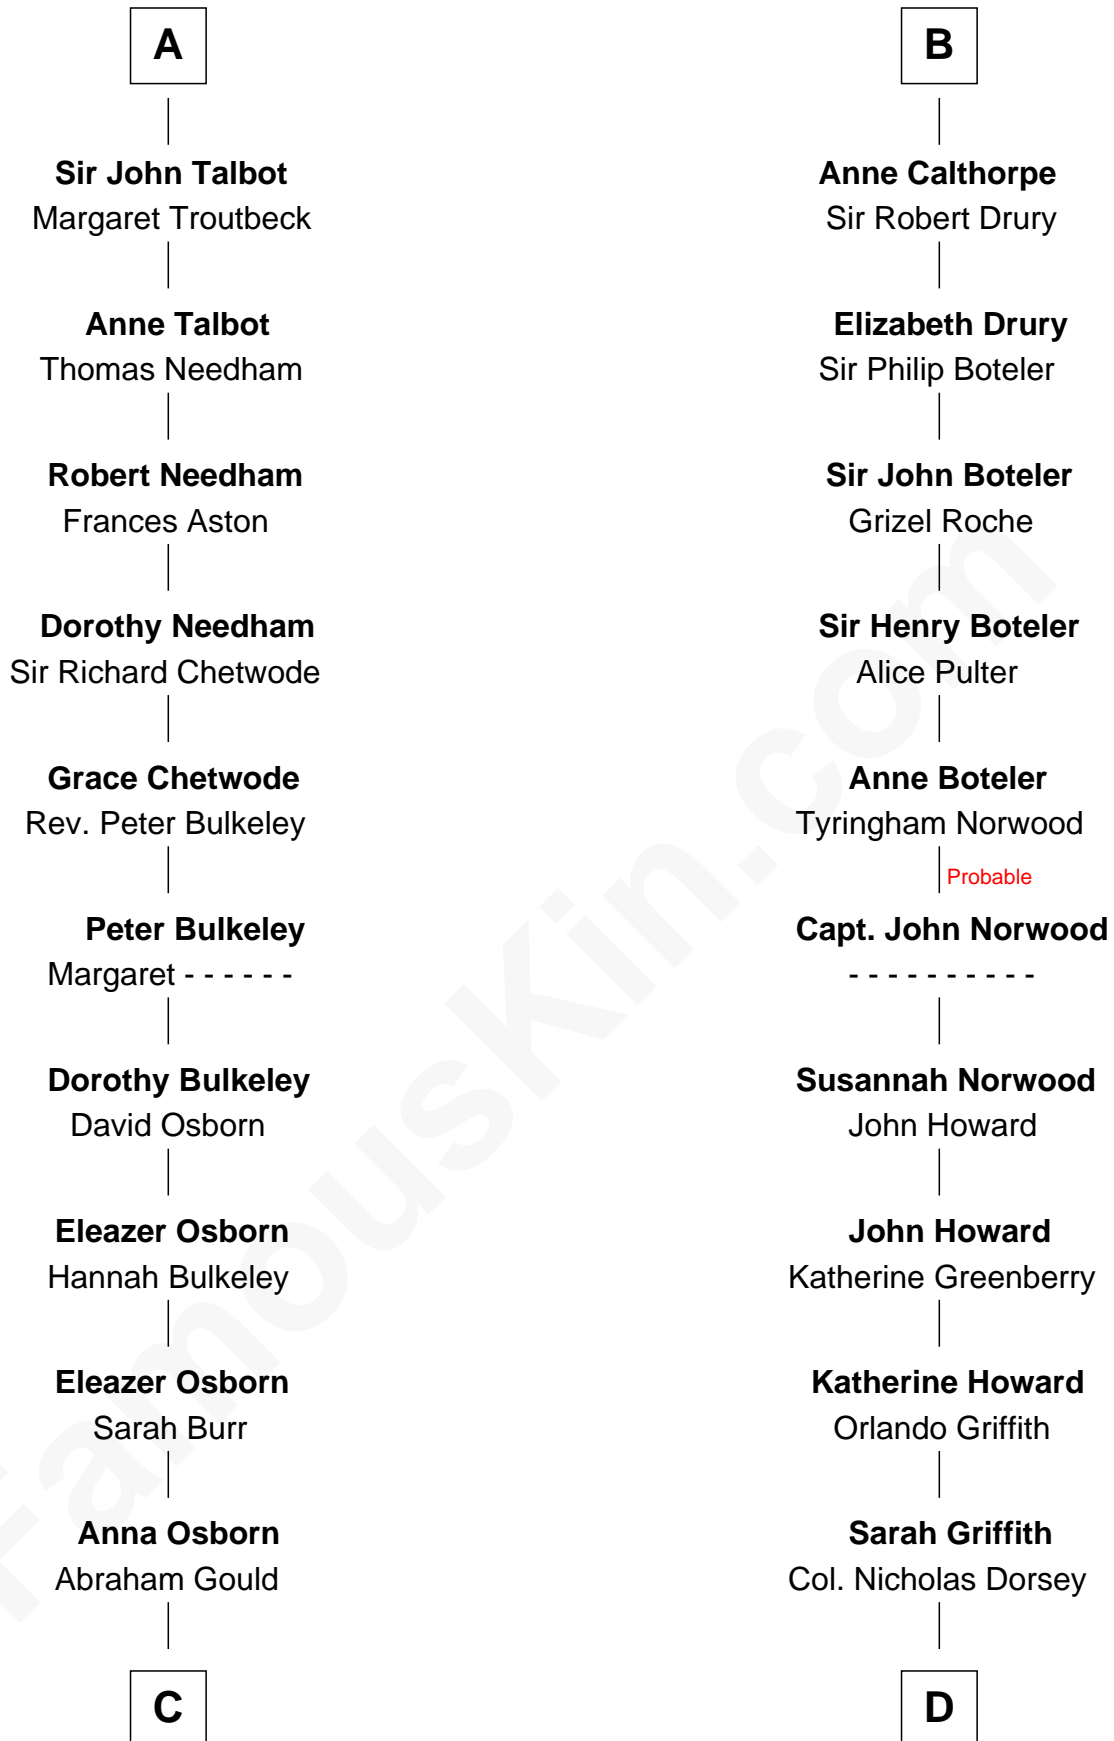 A
Sir John Talbot
Margaret Troutbeck
Anne Talbot
Thomas Needham
Robert Needham
Frances Aston
Dorothy Needham
Sir Richard Chetwode
Grace Chetwode
Rev. Peter Bulkeley
Peter Bulkeley
Margaret - - - - - -
Dorothy Bulkeley
David Osborn
Eleazer Osborn
Hannah Bulkeley
Eleazer Osborn
Sarah Burr
Anna Osborn
Abraham Gould
C
B
Anne Calthorpe
Sir Robert Drury
Elizabeth Drury
Sir Philip Boteler
Sir John Boteler
Grizel Roche
Sir Henry Boteler
Alice Pulter
Anne Boteler
Tyringham Norwood
Probable
Capt. John Norwood
- - - - - - - - - -
Susannah Norwood
John Howard
John Howard
Katherine Greenberry
Katherine Howard
Orlando Griffith
Sarah Griffith
Col. Nicholas Dorsey
D
FamousKin.com